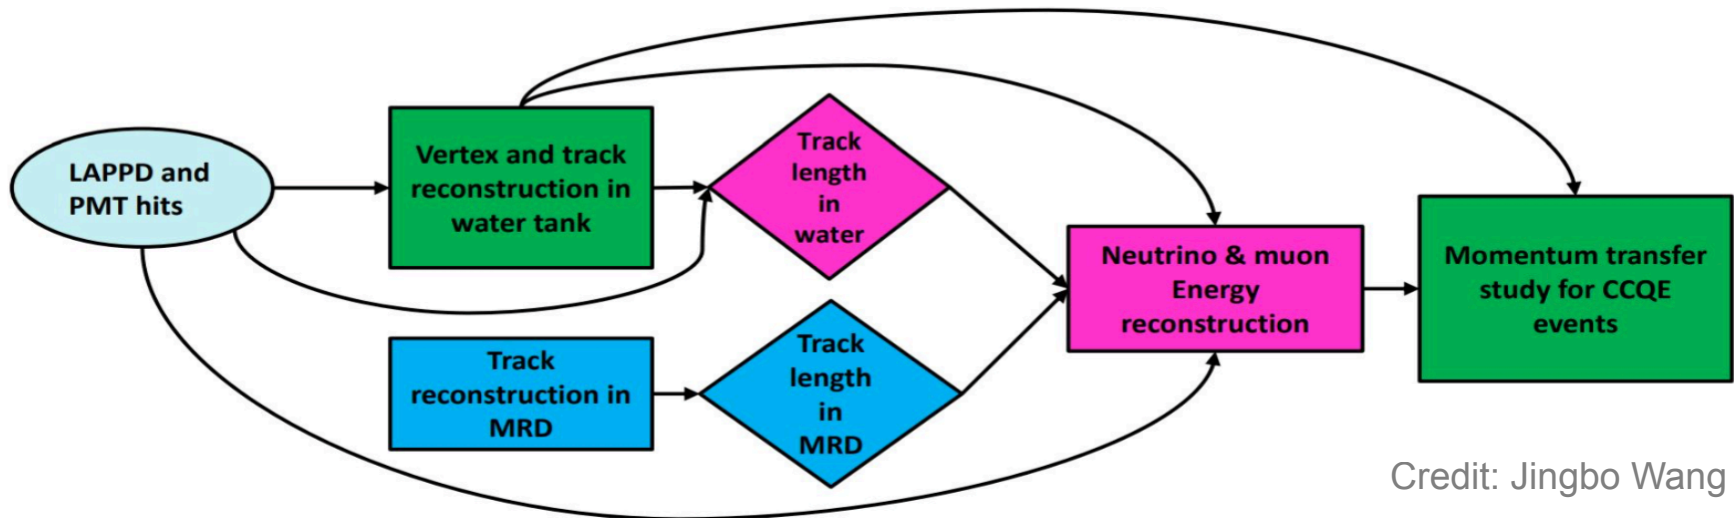 LAPPD and
PMT hits
Vertex and track
reconstruction in
water tank
Track
length
in
water
Track
reconstruction in
MRD
Track
length
in
MRD
Neutrino & muon
Energy
reconstruction
Momentum transfer
study for CCQE
events
Credit: Jingbo Wang